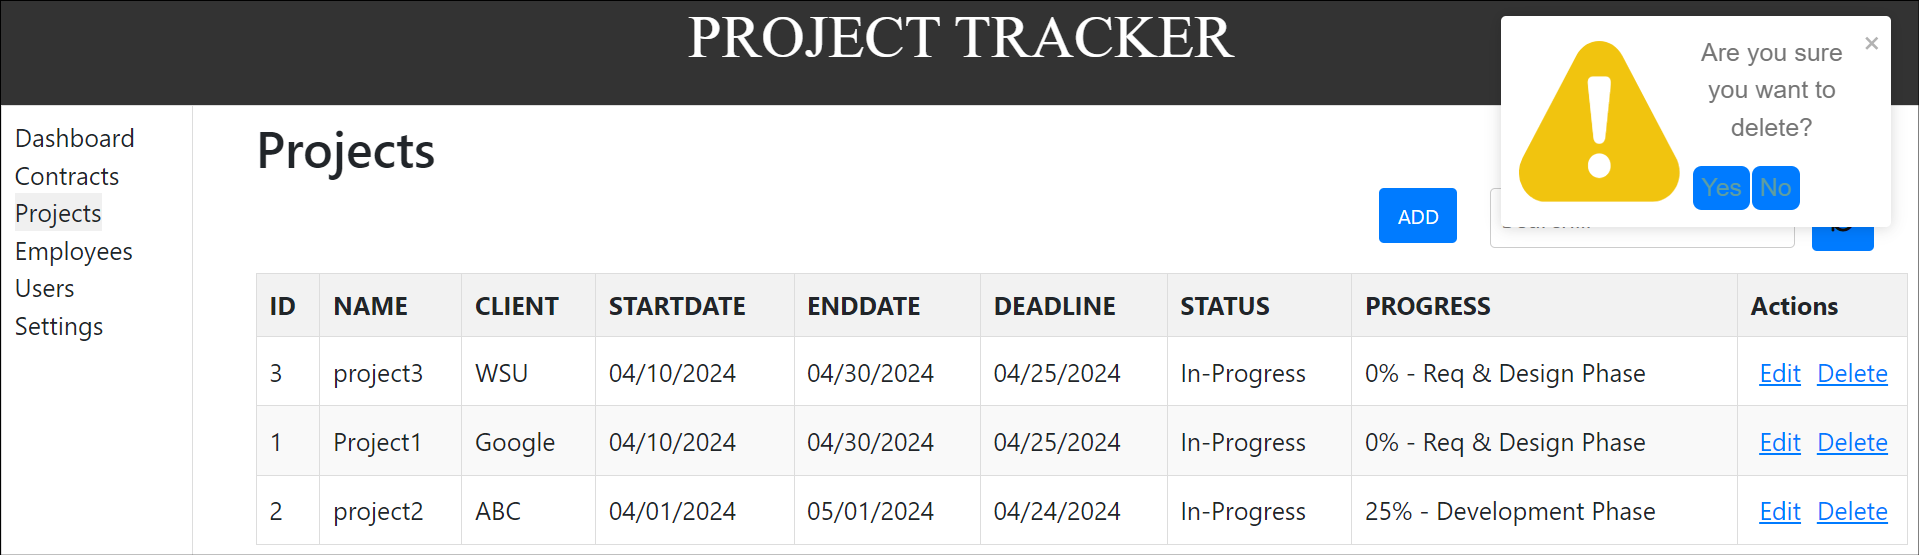 PROJECT TRACKER
Are you sure
you want to
delete?
×
Yes No
Dashboard
Contracts
Projects
Employees
Users
Settings
Projects
ADD
ID NAME CLIENT STARTDATE ENDDATE DEADLINE STATUS PROGRESS Actions
3 project3 WSU 04/10/2024 04/30/2024 04/25/2024 In-Progress 0% - Req & Design Phase Edit Delete
1 Project1 Google 04/10/2024 04/30/2024 04/25/2024 In-Progress 0% - Req & Design Phase Edit Delete
2 project2 ABC 04/01/2024 05/01/2024 04/24/2024 In-Progress 25% - Development Phase Edit Delete